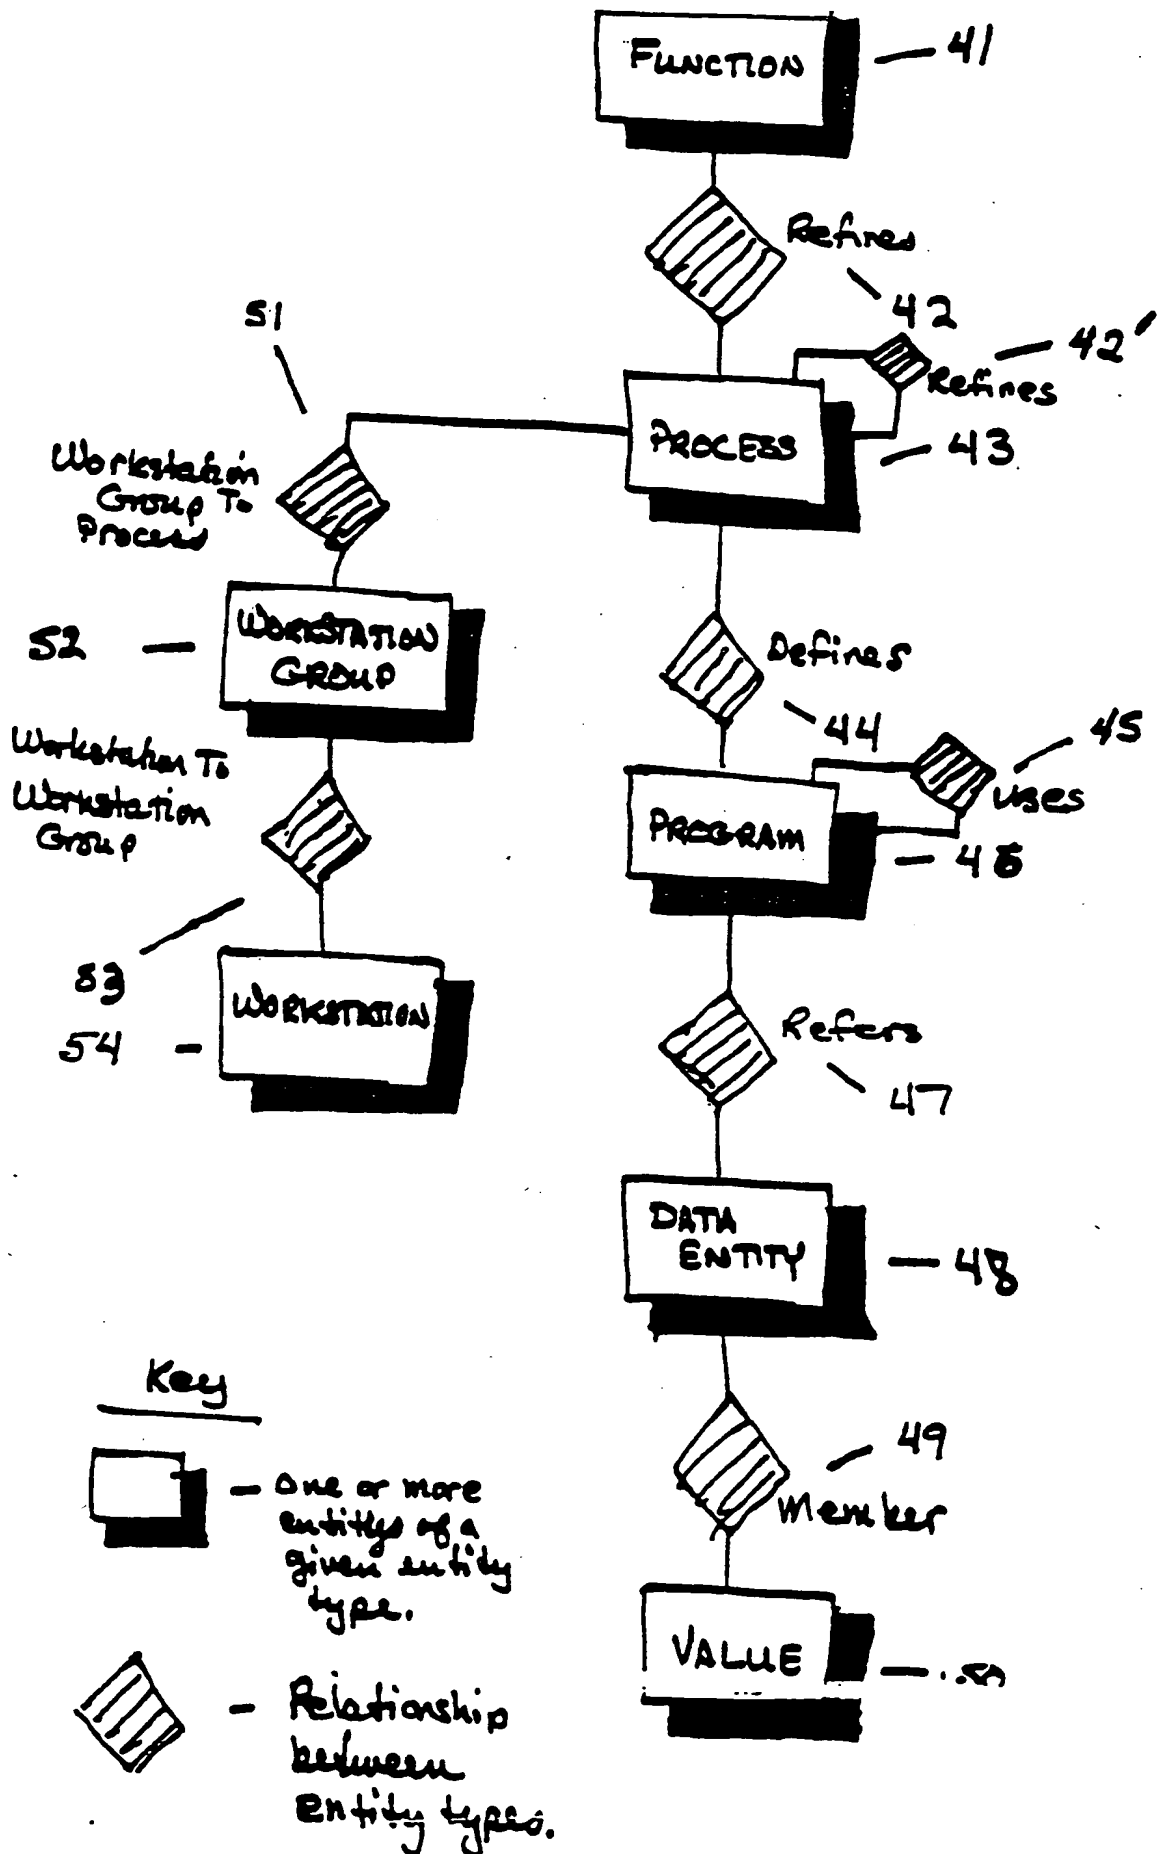 FUNCTION
41
Refines
42
42'
Refines
51
PROCESS
43
Workstation
Group To
Process
WORKSTATION
GROUP
52
Defines
44
45
uses
Workstation To
Workstation
Group
PROGRAM
46
53
WORKSTATION
54
Refers
47
DATA
ENTITY
48
Key
49
Member
One or more
entitys of a
given entity
type.
VALUE
50
Relationship
between
entity types.